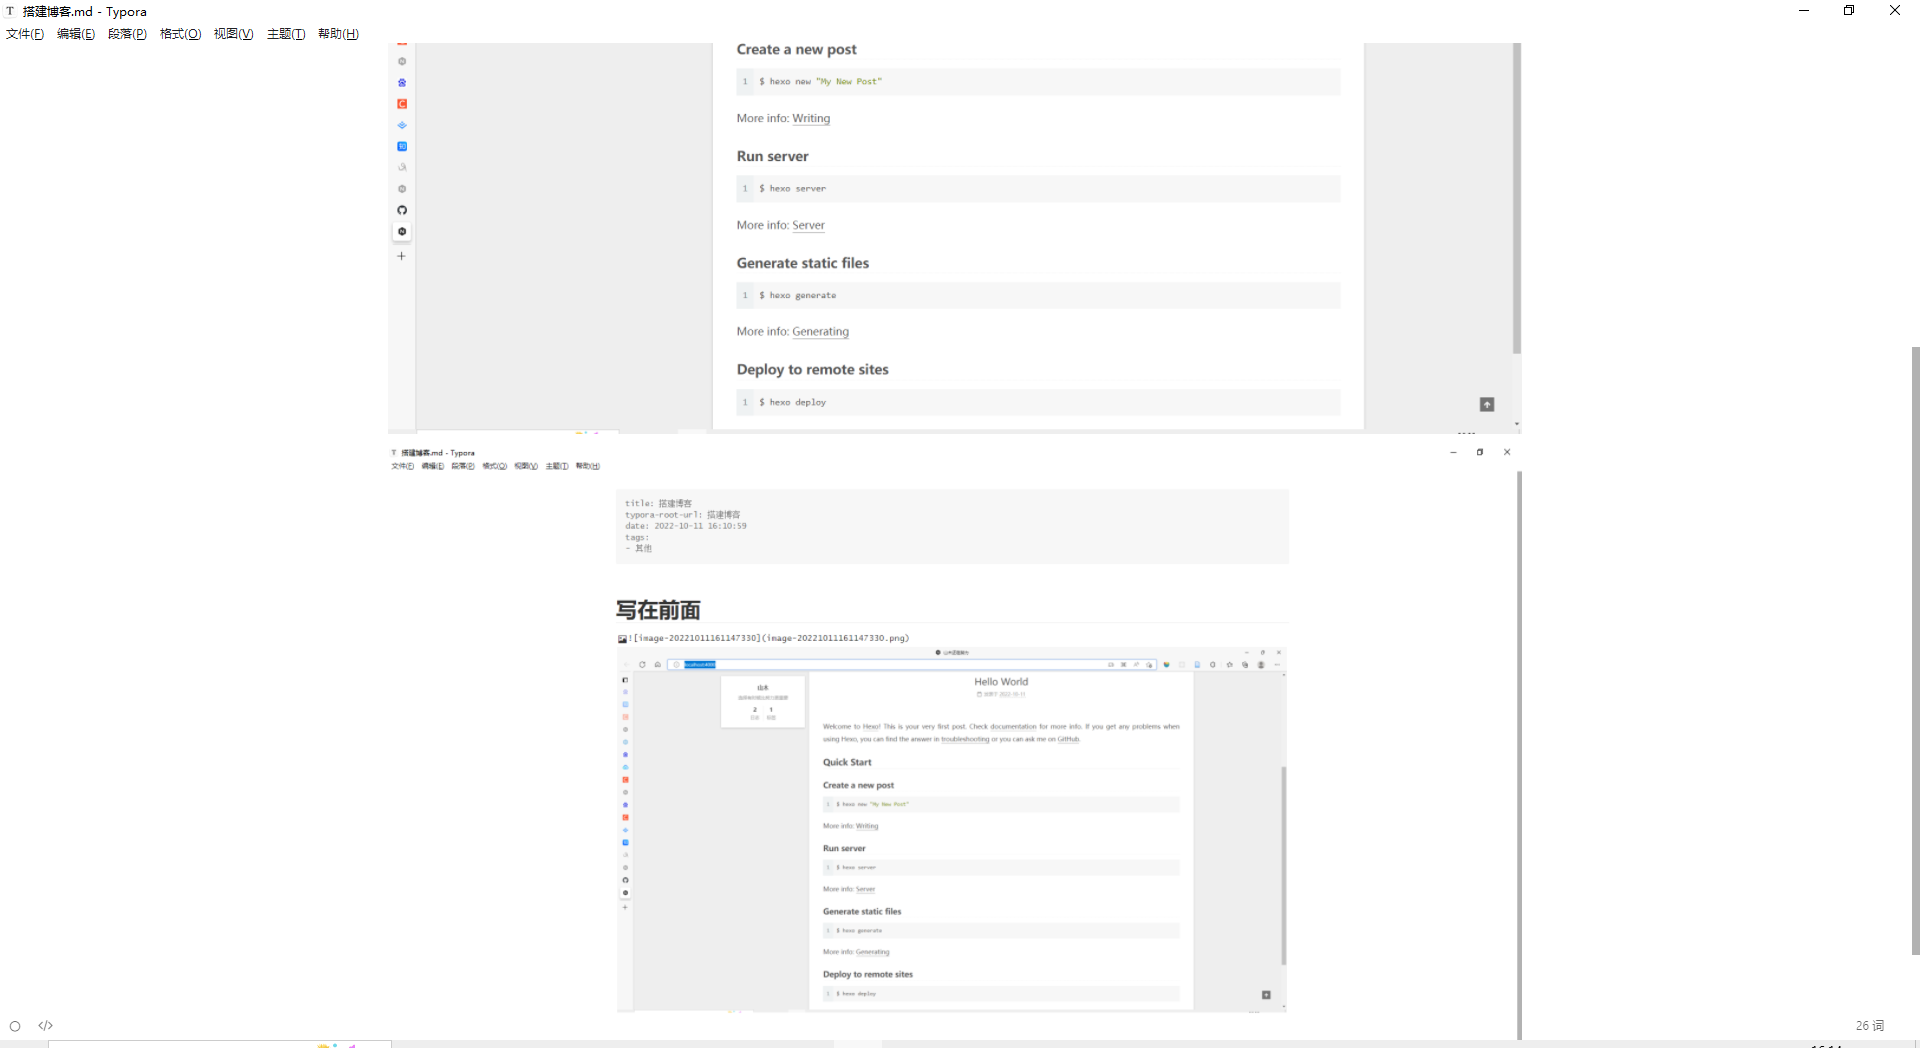 搭建博客.md - Typora
文件(F) 编辑(E) 段落(P) 格式(O) 视图(V) 主题(T) 帮助(H)
Create a new post
1 $ hexo new "My New Post"
More info: Writing
Run server
1 $ hexo server
More info: Server
Generate static files
1 $ hexo generate
More info: Generating
Deploy to remote sites
1 $ hexo deploy
搭建博客.md - Typora
文件(F) 编辑(E) 段落(P) 格式(O) 视图(V) 主题(T) 帮助(H)
title: 搭建博客
typora-root-url: 搭建博客
date: 2022-10-11 16:10:59
tags:
- 其他
写在前面
![image-20221011161147330](image-20221011161147330.png)
localhost:4000
Hello World
山木
2022-10-11
2 1
Welcome to Hexo! This is your very first post. Check documentation for more info. If you get any problems when
using Hexo, you can find the answer in troubleshooting or you can ask me on GitHub.
Quick Start
Create a new post
1 $ hexo new "My New Post"
More info: Writing
Run server
1 $ hexo server
More info: Server
Generate static files
1 $ hexo generate
More info: Generating
Deploy to remote sites
1 $ hexo deploy
26 词